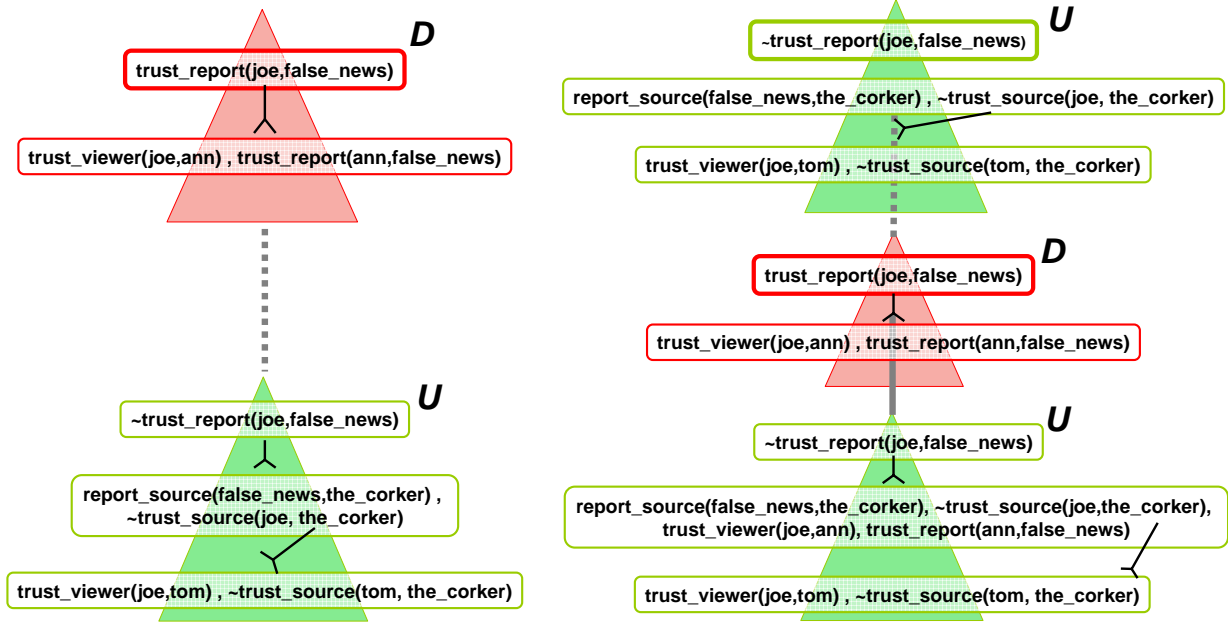 D
trust_report(joe,false_news)
trust_viewer(joe,ann) , trust_report(ann,false_news)
U
~trust_report(joe,false_news)
report_source(false_news,the_corker) ,
~trust_source(joe, the_corker)
trust_viewer(joe,tom) , ~trust_source(tom, the_corker)
U
~trust_report(joe,false_news)
report_source(false_news,the_corker) , ~trust_source(joe, the_corker)
trust_viewer(joe,tom) , ~trust_source(tom, the_corker)
D
trust_report(joe,false_news)
trust_viewer(joe,ann) , trust_report(ann,false_news)
U
~trust_report(joe,false_news)
report_source(false_news,the_corker), ~trust_source(joe,the_corker),
trust_viewer(joe,ann), trust_report(ann,false_news)
trust_viewer(joe,tom) , ~trust_source(tom, the_corker)